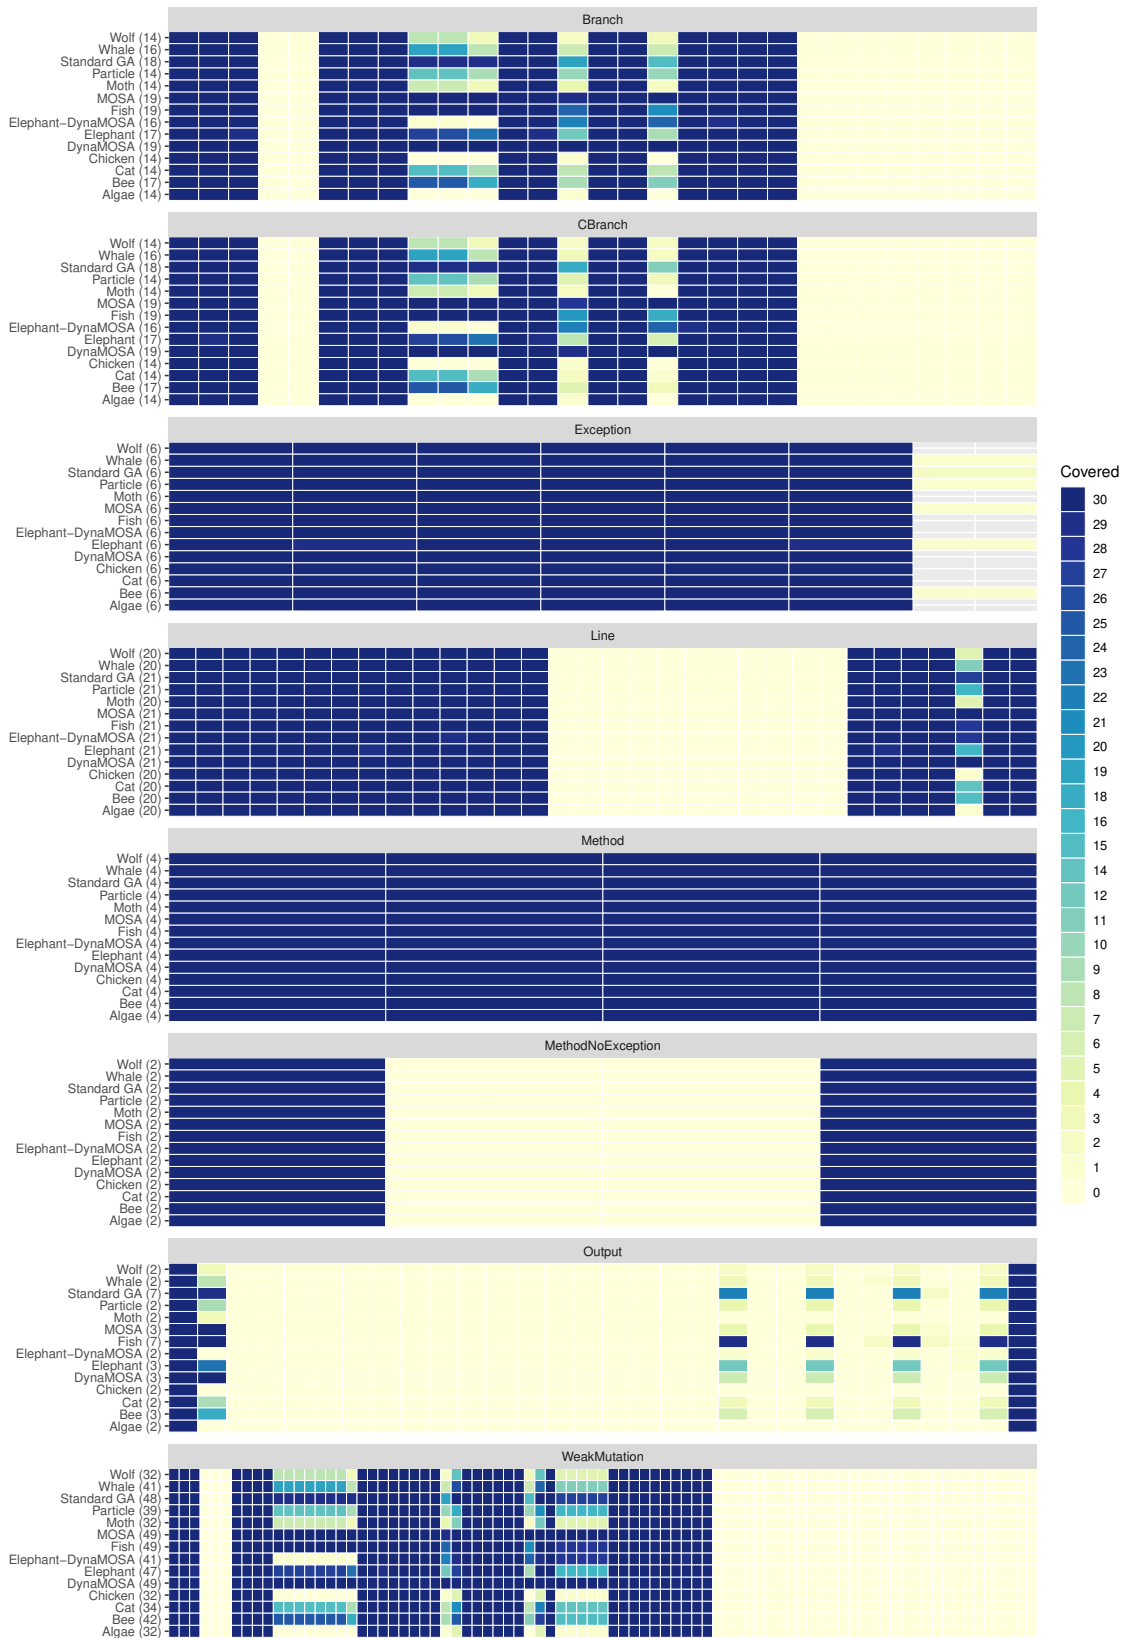 Branch
Wolf (14)
Whale (16)
Standard GA (18)
Particle (14)
Moth (14)
MOSA (19)
Fish (19)
Elephant−DynaMOSA (16)
Elephant (17)
DynaMOSA (19)
Chicken (14)
Cat (14)
Bee (17)
Algae (14)
CBranch
Wolf (14)
Whale (16)
Standard GA (18)
Particle (14)
Moth (14)
MOSA (19)
Fish (19)
Elephant−DynaMOSA (16)
Elephant (17)
DynaMOSA (19)
Chicken (14)
Cat (14)
Bee (17)
Algae (14)
Exception
Wolf (6)
Whale (6)
Standard GA (6)
Particle (6)
Moth (6)
MOSA (6)
Fish (6)
Elephant−DynaMOSA (6)
Elephant (6)
DynaMOSA (6)
Chicken (6)
Cat (6)
Bee (6)
Algae (6)
Line
Wolf (20)
Whale (20)
Standard GA (21)
Particle (21)
Moth (20)
MOSA (21)
Fish (21)
Elephant−DynaMOSA (21)
Elephant (21)
DynaMOSA (21)
Chicken (20)
Cat (20)
Bee (20)
Algae (20)
Method
Wolf (4)
Whale (4)
Standard GA (4)
Particle (4)
Moth (4)
MOSA (4)
Fish (4)
Elephant−DynaMOSA (4)
Elephant (4)
DynaMOSA (4)
Chicken (4)
Cat (4)
Bee (4)
Algae (4)
MethodNoException
Wolf (2)
Whale (2)
Standard GA (2)
Particle (2)
Moth (2)
MOSA (2)
Fish (2)
Elephant−DynaMOSA (2)
Elephant (2)
DynaMOSA (2)
Chicken (2)
Cat (2)
Bee (2)
Algae (2)
Output
Wolf (2)
Whale (2)
Standard GA (7)
Particle (2)
Moth (2)
MOSA (3)
Fish (7)
Elephant−DynaMOSA (2)
Elephant (3)
DynaMOSA (3)
Chicken (2)
Cat (2)
Bee (3)
Algae (2)
WeakMutation
Wolf (32)
Whale (41)
Standard GA (48)
Particle (39)
Moth (32)
MOSA (49)
Fish (49)
Elephant−DynaMOSA (41)
Elephant (47)
DynaMOSA (49)
Chicken (32)
Cat (34)
Bee (42)
Algae (32)
Covered
30
29
28
27
26
25
24
23
22
21
20
19
18
16
15
14
12
11
10
9
8
7
6
5
4
3
2
1
0